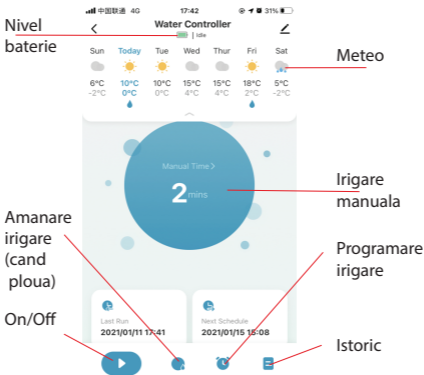 中国联通 4G 17:42 31%
Water Controller
Idle
Nivel
baterie
Sun Today Tue Wed Thur Fri Sat
6°C 10°C 10°C 15°C 15°C 18°C 5°C
-2°C 0°C 0°C 4°C 4°C 2°C -2°C
Meteo
Manual Time >
2 mins
Irigare
manuala
Amanare
irigare
(cand
ploua)
Programare
irigare
Last Run
2021/01/11 17:41
Next Schedule
2021/01/15 15:08
On/Off
Istoric